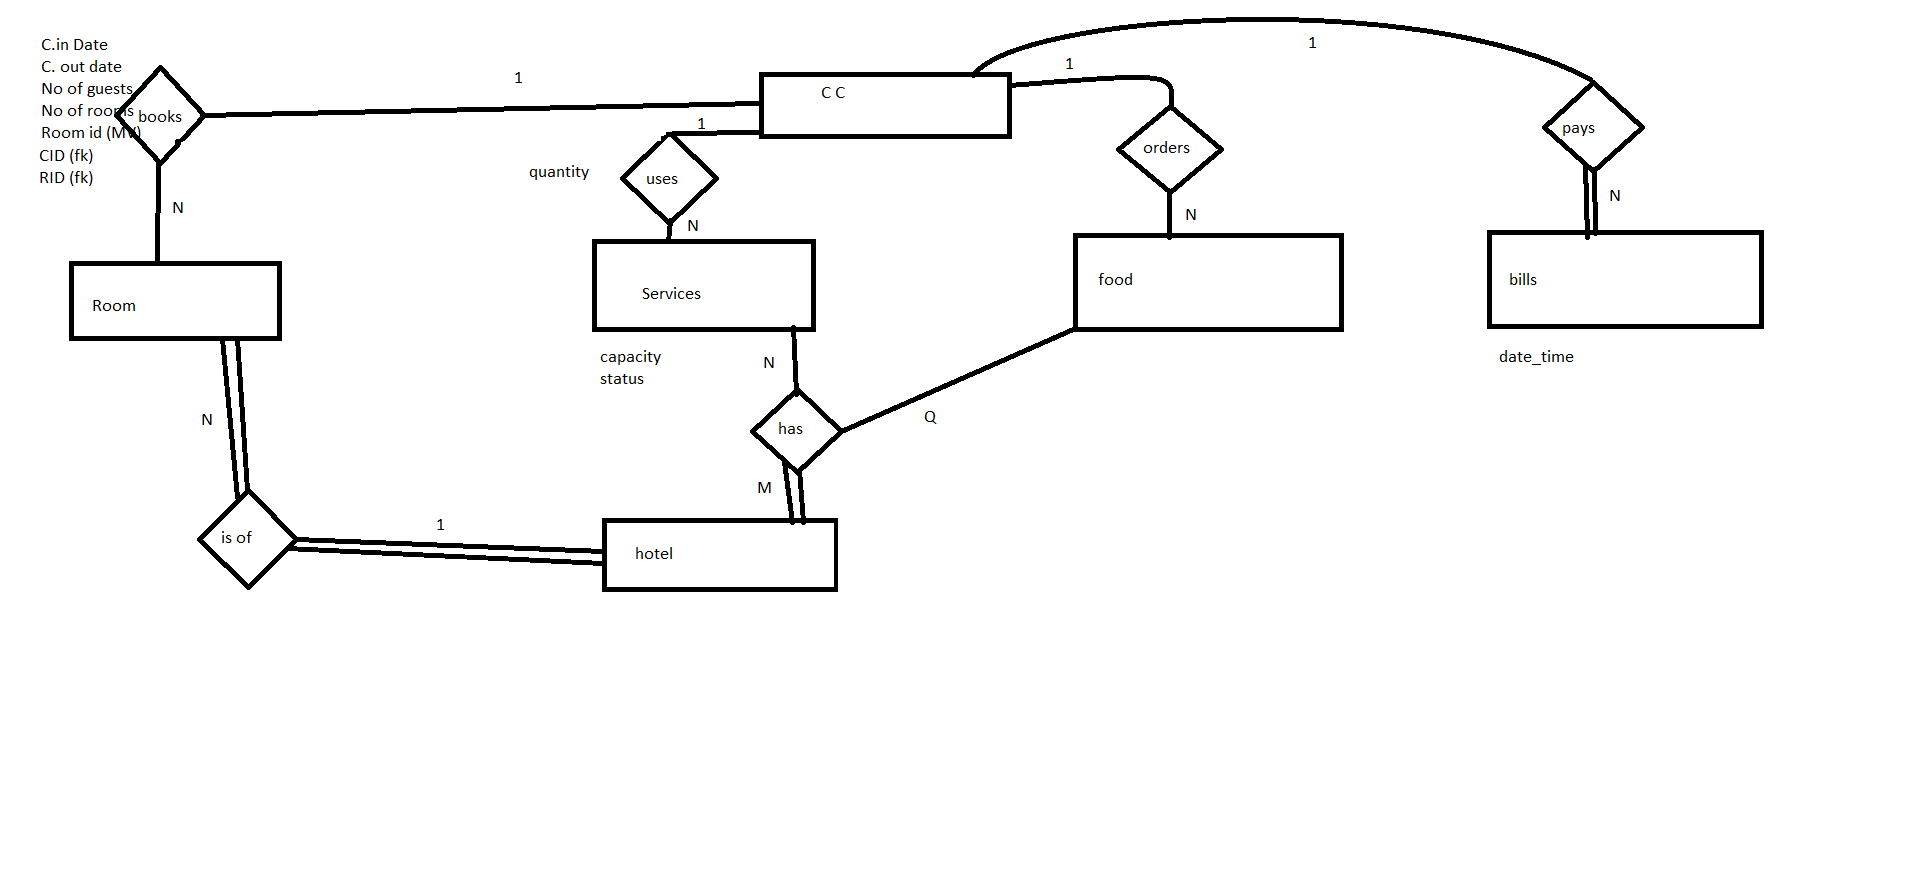 C.in Date
C. out date
No of guests
No of rooms
Room id (MV)
CID (fk)
RID (fk)
books
1
N
C C
1
quantity
uses
N
1
orders
N
1
pays
N
Room
Services
food
bills
capacity
status
date_time
N
has
Q
M
N
is of
1
hotel